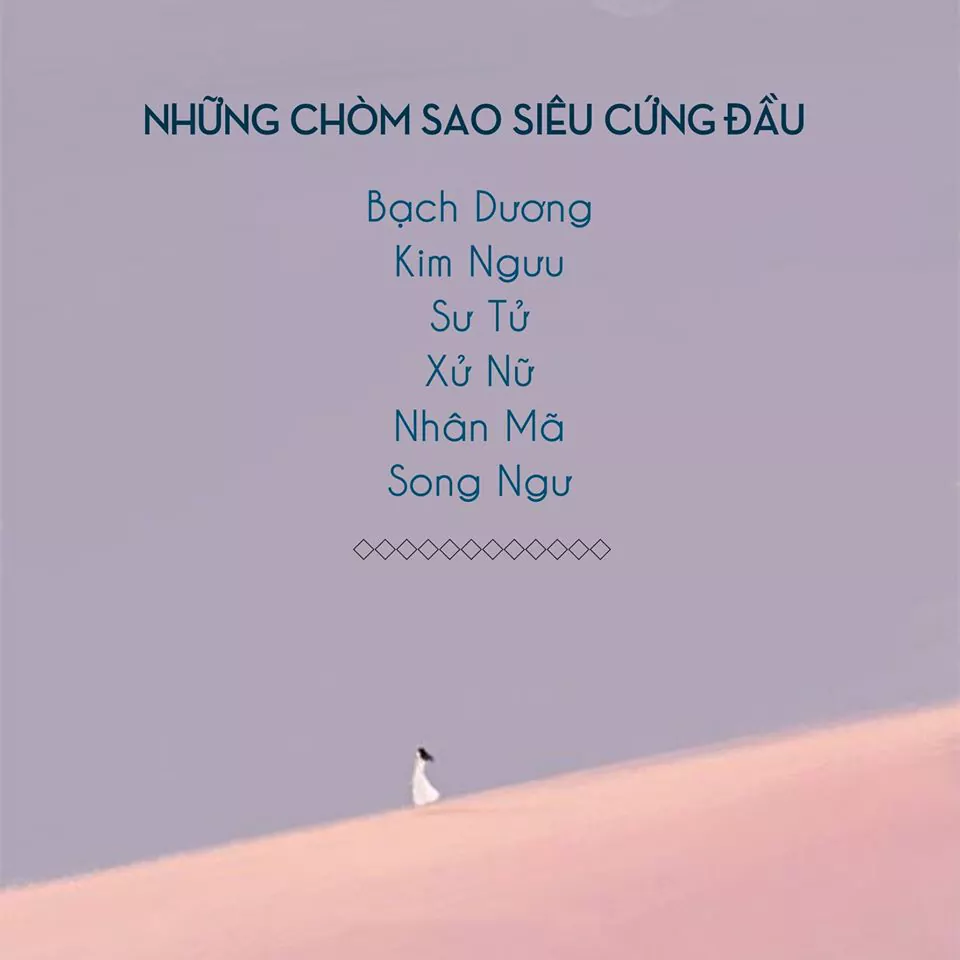 NHỮNG CHÒM SAO SIÊU CỨNG ĐẦU
Bạch Dương
Kim Ngưu
Sư Tử
Xử Nữ
Nhân Mã
Song Ngư